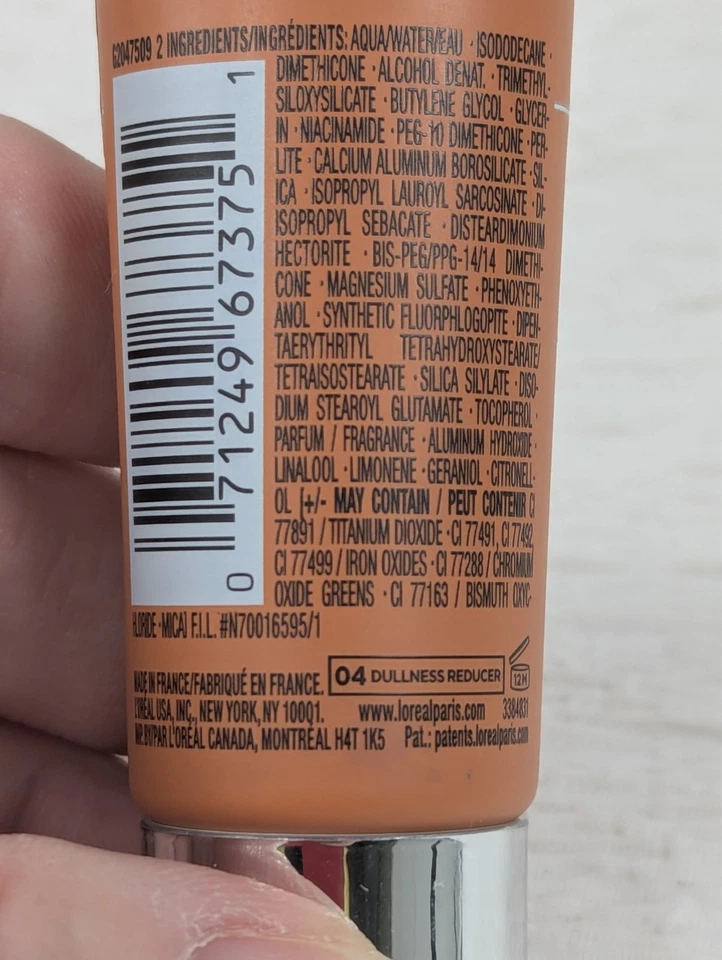 G2047509 2 INGREDIENTS/INGRÉDIENTS: AQUA/WATER/EAU · ISODODECANE ·
DIMETHICONE · ALCOHOL DENAT. · TRIMETHYL-
SILOXYSILICATE · BUTYLENE GLYCOL · GLYCER-
IN · NIACINAMIDE · PEG-10 DIMETHICONE · PER-
LITE · CALCIUM ALUMINUM BOROSILICATE · SIL-
ICA · ISOPROPYL LAUROYL SARCOSINATE · DI-
ISOPROPYL SEBACATE · DISTEARDIMONIUM
HECTORITE · BIS-PEG/PPG-14/14 DIMETHI-
CONE · MAGNESIUM SULFATE · PHENOXYETH-
ANOL · SYNTHETIC FLUORPHLOGOPITE · DIPEN-
TAERYTHRITYL TETRAHYDROXYSTEARATE/
TETRAISOSTEARATE · SILICA SILYLATE · DISO-
DIUM STEAROYL GLUTAMATE · TOCOPHEROL ·
PARFUM / FRAGRANCE · ALUMINUM HYDROXIDE ·
LINALOOL · LIMONENE · GERANIOL · CITRONELL-
OL [+/- MAY CONTAIN / PEUT CONTENIR CI
77891 / TITANIUM DIOXIDE · CI 77491, CI 77492,
CI 77499 / IRON OXIDES · CI 77288 / CHROMIUM
OXIDE GREENS · CI 77163 / BISMUTH OXYC-
HLORIDE · MICA] F.I.L. #N70016595/1
0 71249 67375 1
MADE IN FRANCE/FABRIQUÉ EN FRANCE.
04 DULLNESS REDUCER
12M
L'ORÉAL USA, INC., NEW YORK, NY 10001. www.lorealparis.com 3384831
IMP. BY/PAR L'ORÉAL CANADA, MONTRÉAL H4T 1K5 Pat.: patents.lorealparis.com